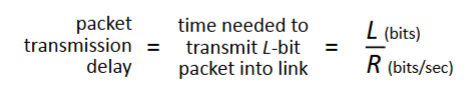 packet
transmission
delay
=
time needed to
transmit L-bit
packet into link
=
L (bits)
R (bits/sec)